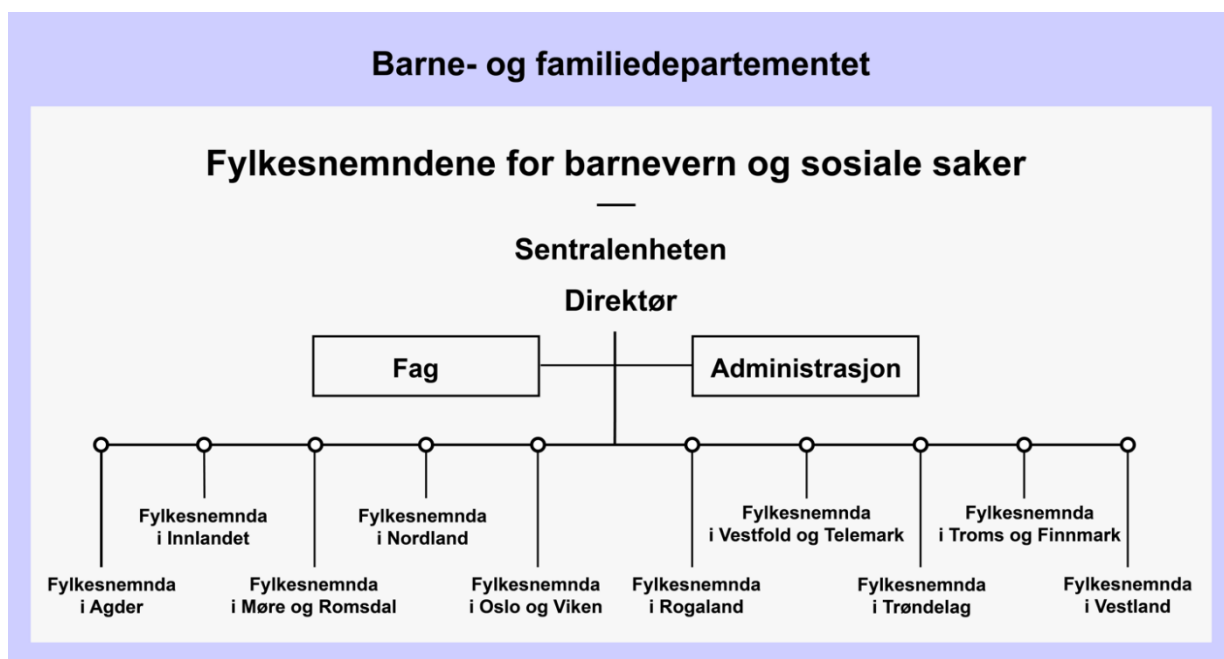 Barne- og familiedepartementet
Fylkesnemndene for barnevern og sosiale saker
Sentralenheten
Direktør
Fag
Administrasjon
Fylkesnemnda
i Agder
Fylkesnemnda
i Innlandet
Fylkesnemnda
i Møre og Romsdal
Fylkesnemnda
i Nordland
Fylkesnemnda
i Oslo og Viken
Fylkesnemnda
i Rogaland
Fylkesnemnda
i Vestfold og Telemark
Fylkesnemnda
i Trøndelag
Fylkesnemnda
i Troms og Finnmark
Fylkesnemnda
i Vestland